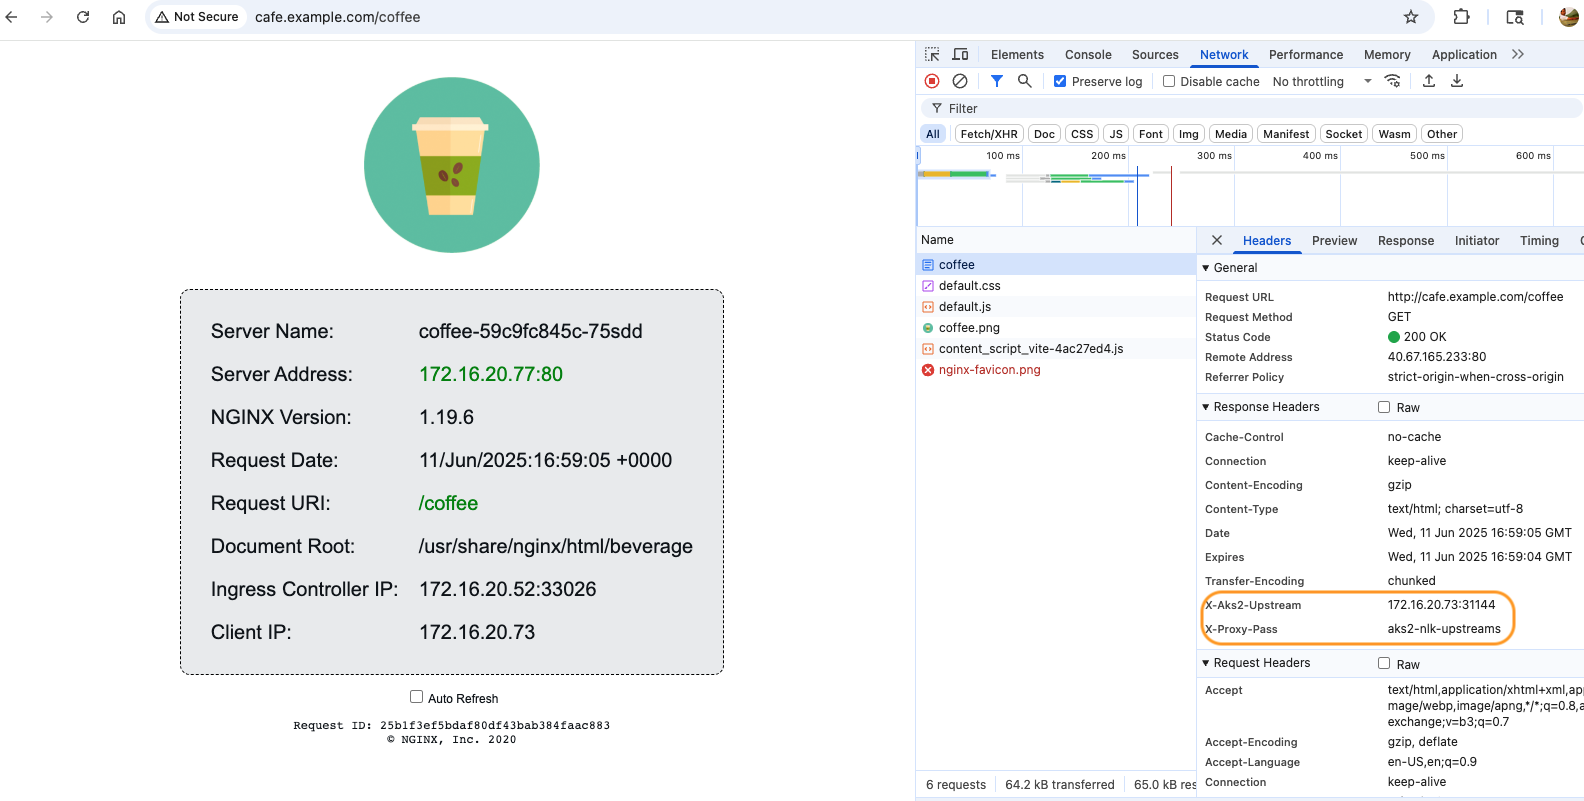 Not Secure cafe.example.com/coffee
Server Name: coffee-59c9fc845c-75sdd
Server Address: 172.16.20.77:80
NGINX Version: 1.19.6
Request Date: 11/Jun/2025:16:59:05 +0000
Request URI: /coffee
Document Root: /usr/share/nginx/html/beverage
Ingress Controller IP: 172.16.20.52:33026
Client IP: 172.16.20.73
Auto Refresh
Request ID: 25b1f3ef5bdaf80df43bab384faac883
© NGINX, Inc. 2020
Elements Console Sources Network Performance Memory Application
Preserve log Disable cache No throttling
Filter
All Fetch/XHR Doc CSS JS Font Img Media Manifest Socket Wasm Other
100 ms 200 ms 300 ms 400 ms 500 ms 600 ms
Name
coffee
default.css
default.js
coffee.png
content_script_vite-4ac27ed4.js
nginx-favicon.png
6 requests 64.2 kB transferred 65.0 kB res
Headers Preview Response Initiator Timing
General
Request URL http://cafe.example.com/coffee
Request Method GET
Status Code 200 OK
Remote Address 40.67.165.233:80
Referrer Policy strict-origin-when-cross-origin
Response Headers Raw
Cache-Control no-cache
Connection keep-alive
Content-Encoding gzip
Content-Type text/html; charset=utf-8
Date Wed, 11 Jun 2025 16:59:05 GMT
Expires Wed, 11 Jun 2025 16:59:04 GMT
Transfer-Encoding chunked
X-Aks2-Upstream 172.16.20.73:31144
X-Proxy-Pass aks2-nlk-upstreams
Request Headers Raw
Accept text/html,application/xhtml+xml,ap
mage/webp,image/apng,*/*;q=0.8,a
exchange;v=b3;q=0.7
Accept-Encoding gzip, deflate
Accept-Language en-US,en;q=0.9
Connection keep-alive